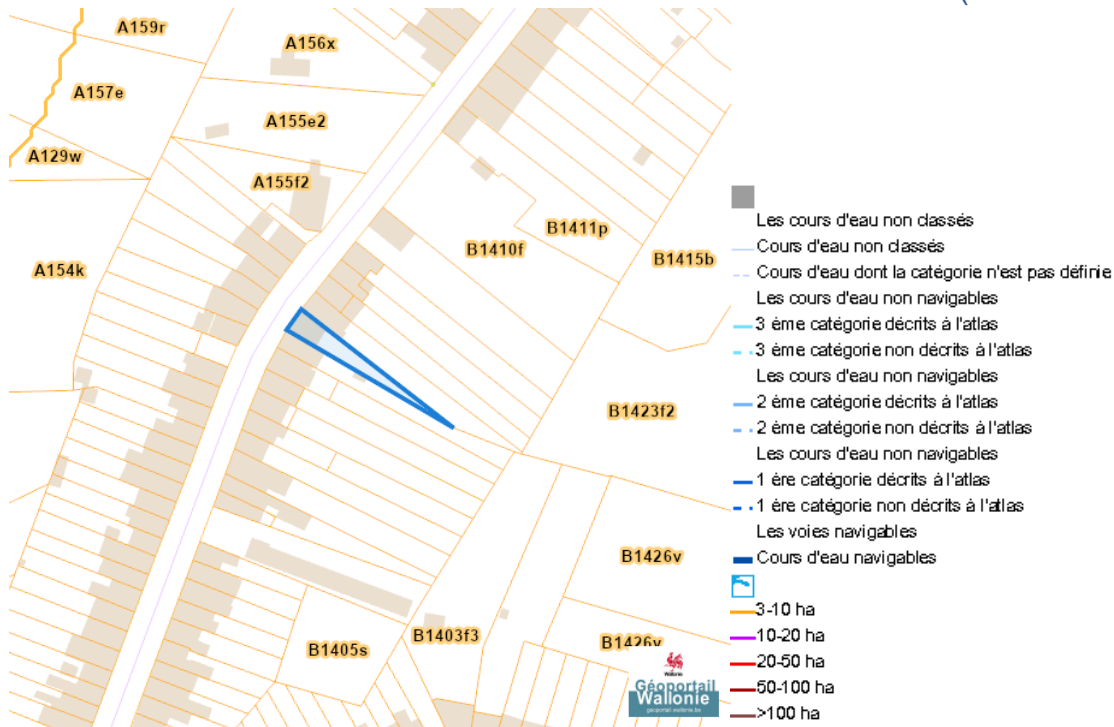 A159r
A156x
A157e
A155e2
A129w
A155f2
B1411p
B1410f
B1415b
A154k
B1423f2
B1426v
B1403f3
B1405s
B1426v
Wallonie
Géoportail
Wallonie
geoportail.wallonie.be
Les cours d'eau non classés
Cours d'eau non classés
Cours d'eau dont la catégorie n'est pas définie
Les cours d'eau non navigables
3 ème catégorie décrits à l'atlas
3 ème catégorie non décrits à l'atlas
Les cours d'eau non navigables
2 ème catégorie décrits à l'atlas
2 ème catégorie non décrits à l'atlas
Les cours d'eau non navigables
1 ère catégorie décrits à l'atlas
1 ère catégorie non décrits à l'atlas
Les voies navigables
Cours d'eau navigables
3-10 ha
10-20 ha
20-50 ha
50-100 ha
>100 ha